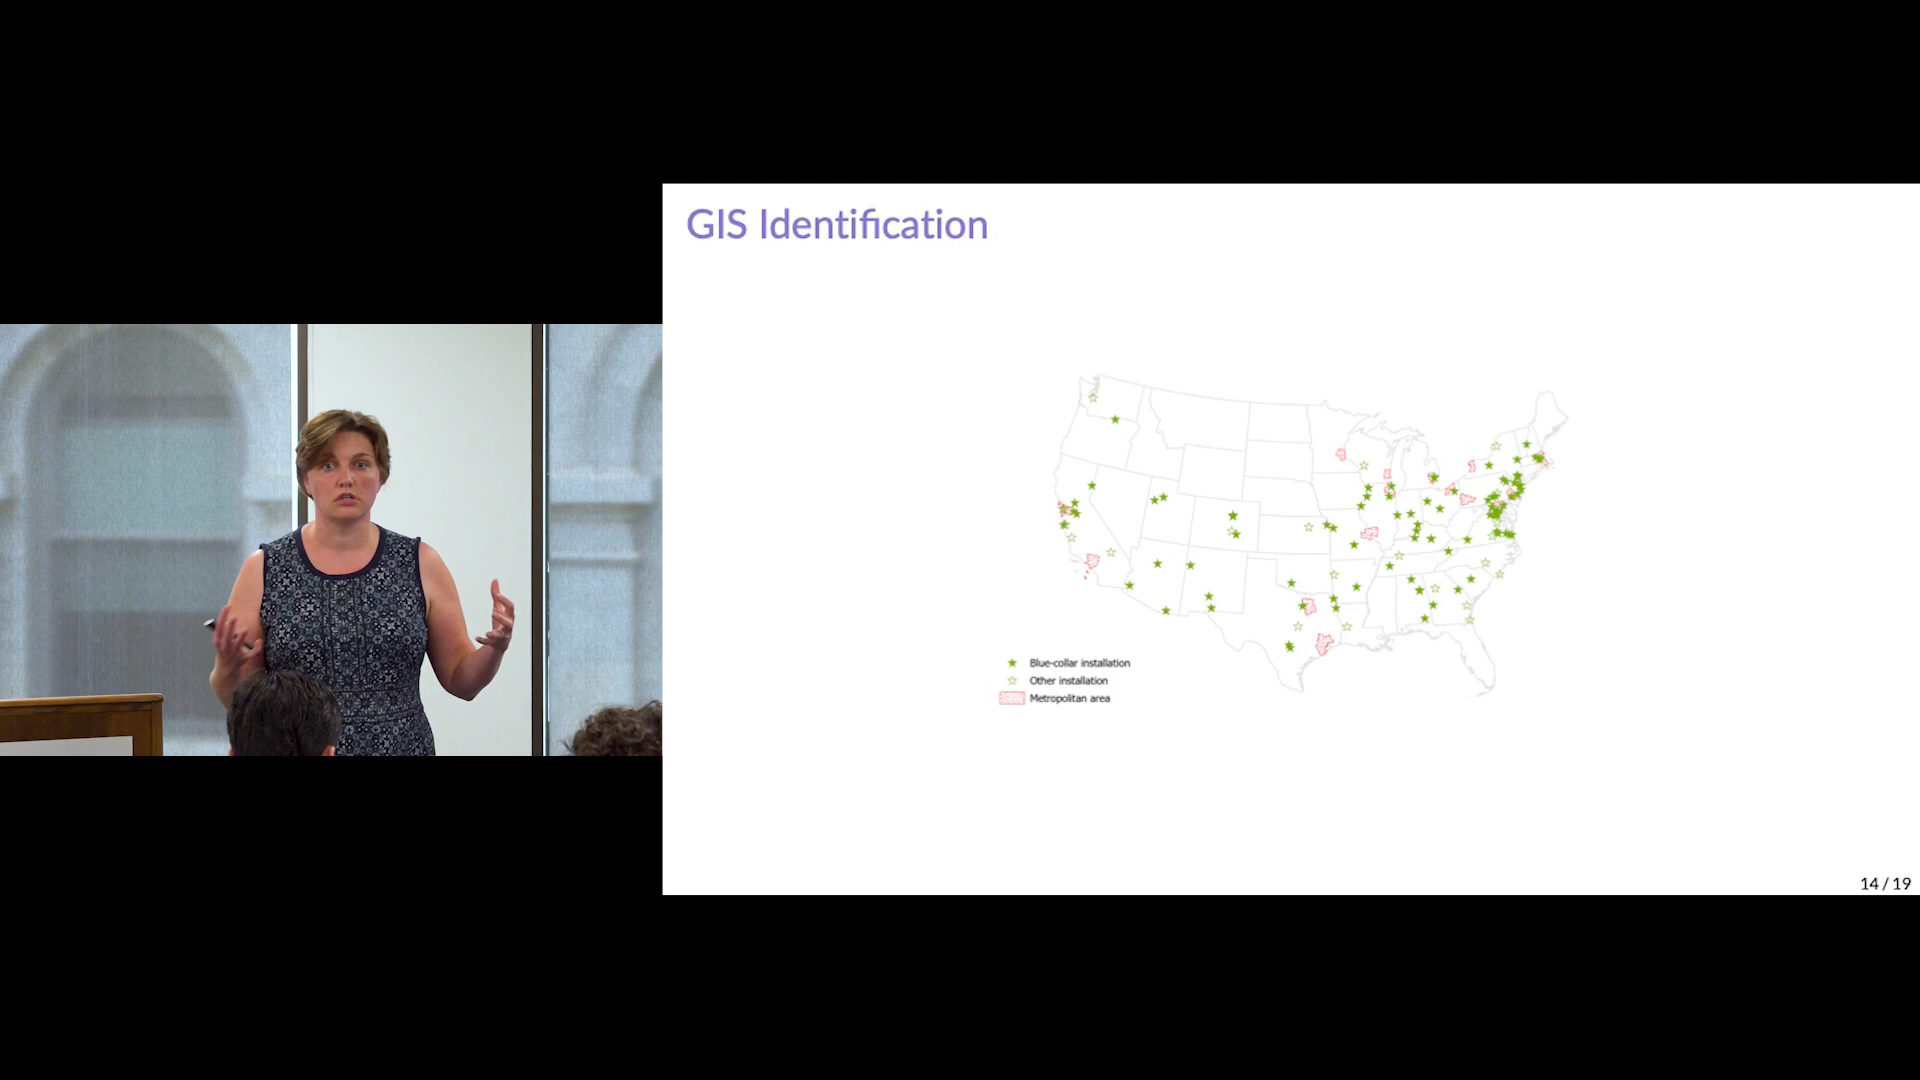 GIS Identification
Blue-collar installation
Other installation
Metropolitan area
14 / 19